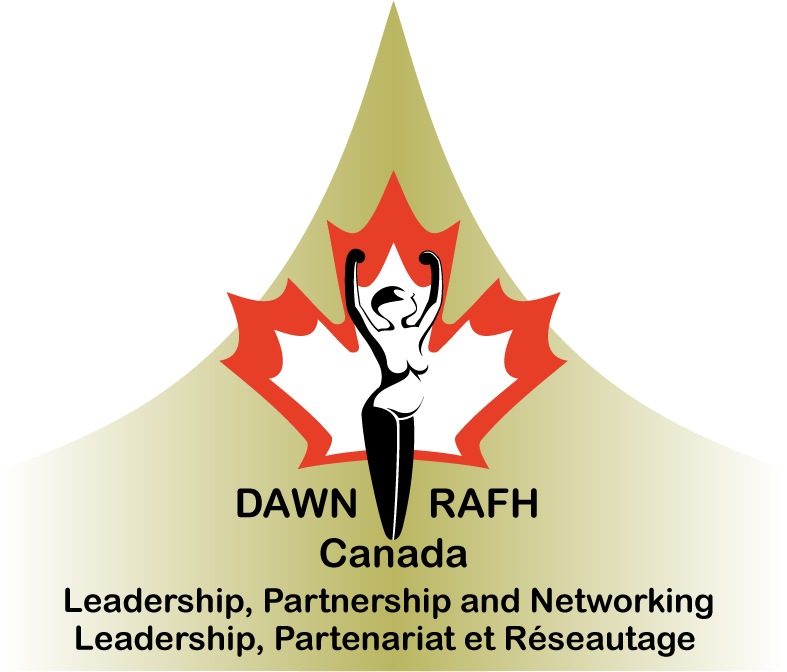 DAWN RAFH
Canada
Leadership, Partnership and Networking
Leadership, Partenariat et Réseautage